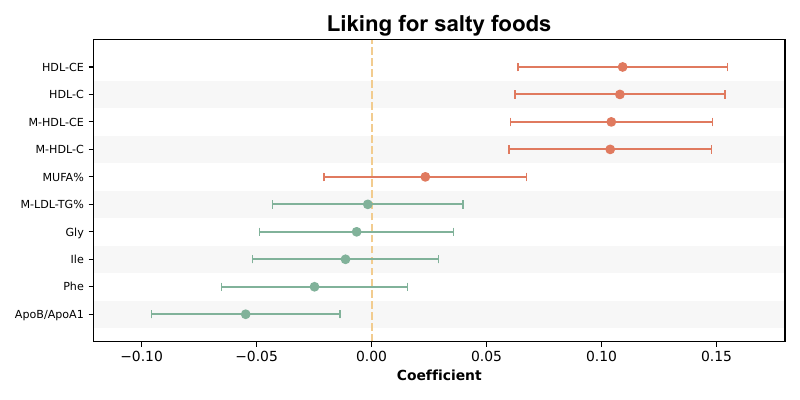 Liking for salty foods
HDL-CE
HDL-C
M-HDL-CE
M-HDL-C
MUFA%
M-LDL-TG%
Gly
Ile
Phe
ApoB/ApoA1
−0.10 −0.05 0.00 0.05 0.10 0.15
Coefficient